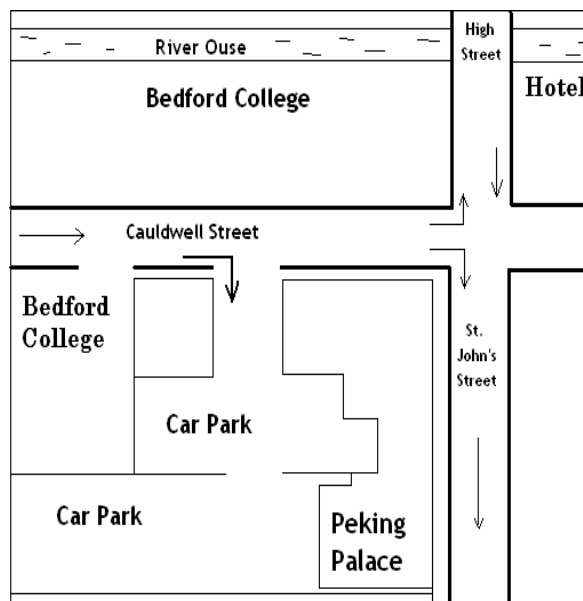 River Ouse
High
Street
Bedford College
Hotel
Cauldwell Street
Bedford
College
St.
John's
Street
Car Park
Car Park
Peking
Palace